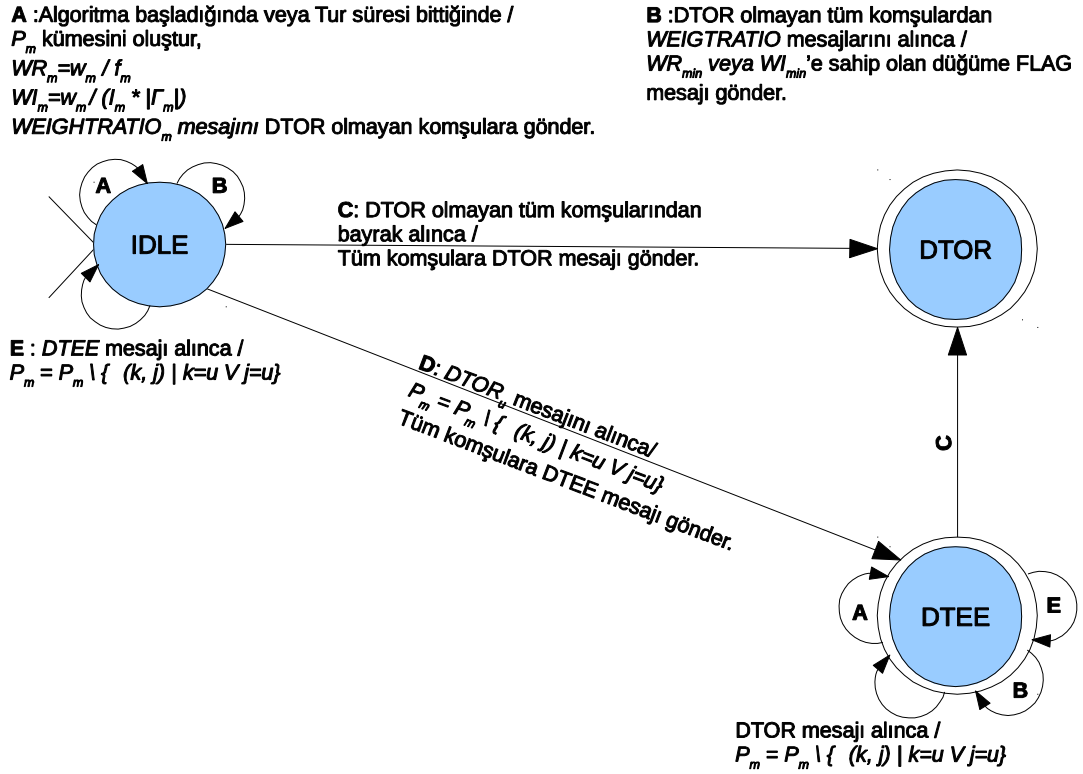 A :Algoritma başladığında veya Tur süresi bittiğinde /
Pm kümesini oluştur,
WRm=wm / fm
WIm=wm / (Im * |Γm|)
WEIGHTRATIOm mesajını DTOR olmayan komşulara gönder.
B :DTOR olmayan tüm komşulardan
WEIGTRATIO mesajlarını alınca /
WRmin veya WImin’e sahip olan düğüme FLAG
mesajı gönder.
A
B
IDLE
C: DTOR olmayan tüm komşularından
bayrak alınca /
Tüm komşulara DTOR mesajı gönder.
DTOR
E : DTEE mesajı alınca /
Pm = Pm \ { (k, j) | k=u V j=u}
D: DTORu mesajını alınca/
Pm = Pm \ { (k, j) | k=u V j=u}
Tüm komşulara DTEE mesajı gönder.
C
A
DTEE
E
B
DTOR mesajı alınca /
Pm = Pm \ { (k, j) | k=u V j=u}